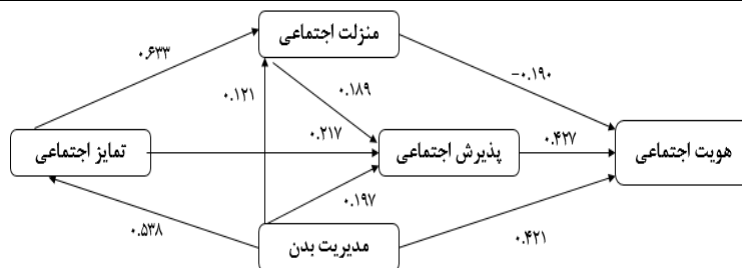 منزلت اجتماعی
۰.۶۳۳
-۰.۱۹۰
۰.۱۲۱
۰.۱۸۹
تمایز اجتماعی
۰.۲۱۷
پذیرش اجتماعی
۰.۴۲۷
هویت اجتماعی
۰.۱۹۷
۰.۵۳۸
مدیریت بدن
۰.۴۲۱